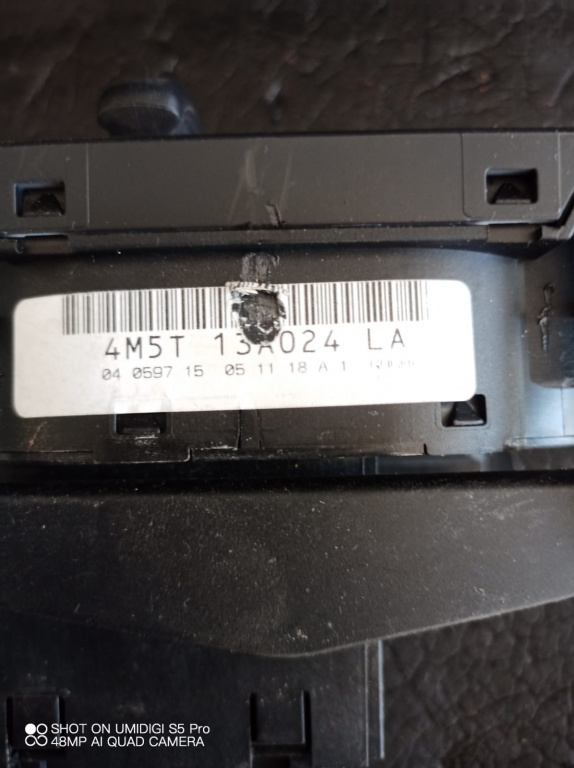 4M5T 13A024 LA
04 0597 15 05 11 18 A 1
SHOT ON UMIDIGI S5 Pro
48MP AI QUAD CAMERA